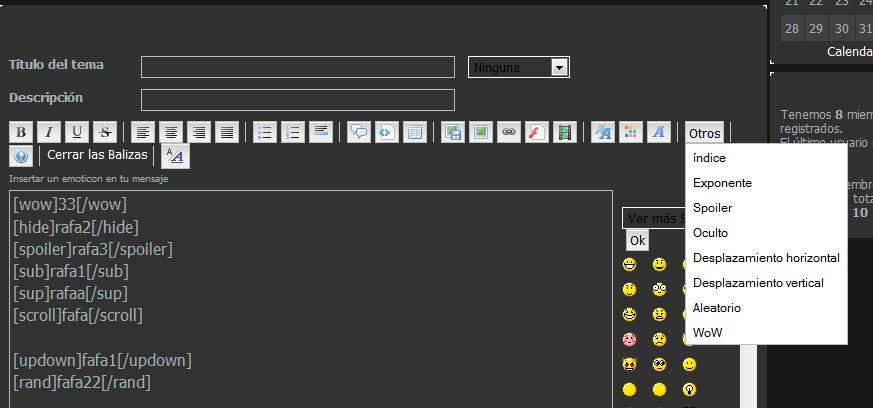 21 22 23 24
28 29 30 31
Calenda
Título del tema
Ninguna
Descripción
Tenemos 8 miem
registrados.
El último usuario
Otros
Cerrar las Balizas
Insertar un emoticon en tu mensaje
índice
Exponente
Spoiler
Oculto
Desplazamiento horizontal
Desplazamiento vertical
Aleatorio
WoW
embro
tota
10
[wow]33[/wow]
[hide]rafa2[/hide]
[spoiler]rafa3[/spoiler]
[sub]rafa1[/sub]
[sup]rafaa[/sup]
[scroll]fafa[/scroll]
[updown]fafa1[/updown]
[rand]fafa22[/rand]
Ver más S
Ok